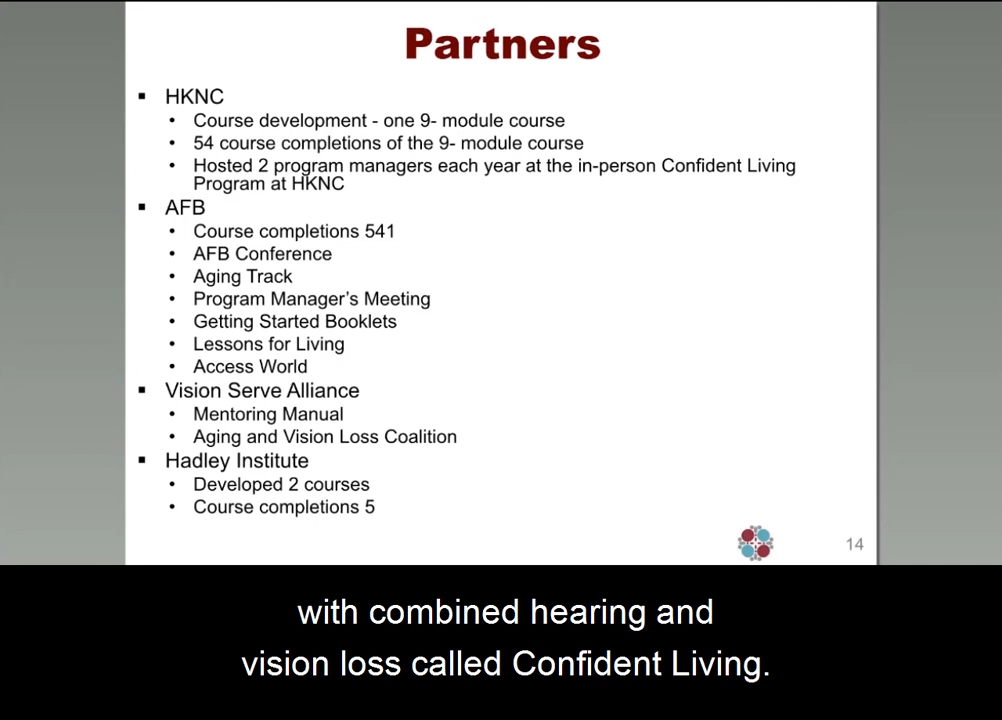 Partners
▪ HKNC
• Course development - one 9- module course
• 54 course completions of the 9- module course
• Hosted 2 program managers each year at the in-person Confident Living
Program at HKNC
▪ AFB
• Course completions 541
• AFB Conference
• Aging Track
• Program Manager’s Meeting
• Getting Started Booklets
• Lessons for Living
• Access World
▪ Vision Serve Alliance
• Mentoring Manual
• Aging and Vision Loss Coalition
▪ Hadley Institute
• Developed 2 courses
• Course completions 5
14
with combined hearing and
vision loss called Confident Living.